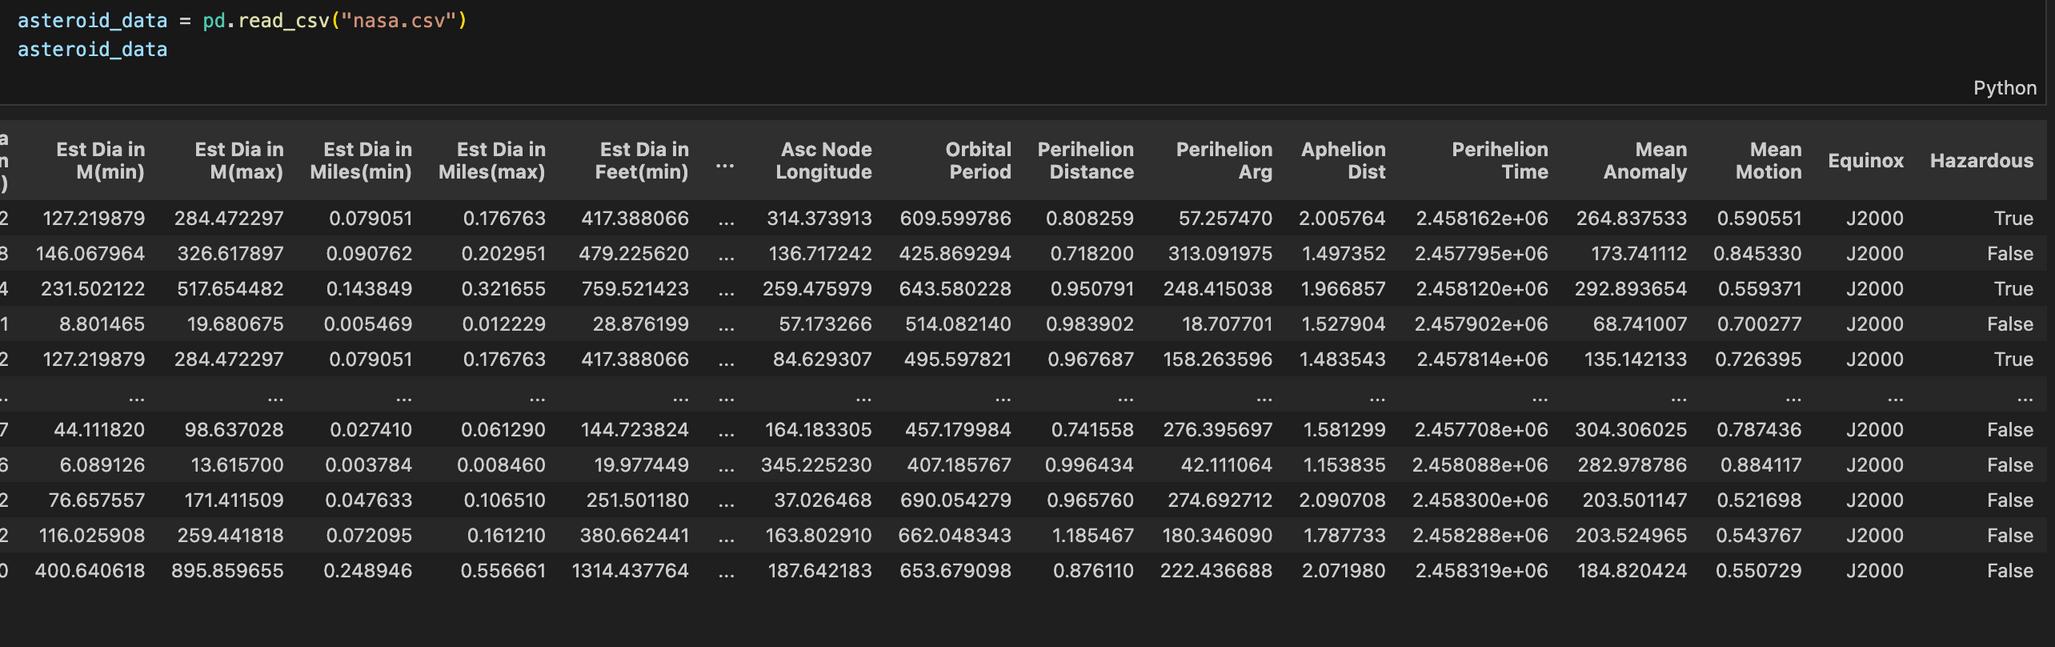 asteroid_data = pd.read_csv("nasa.csv")
asteroid_data
Python
a Est Dia in Est Dia in Est Dia in Est Dia in Est Dia in ... Asc Node Orbital Perihelion Perihelion Aphelion Perihelion Mean Mean Equinox Hazardous
n M(min) M(max) Miles(min) Miles(max) Feet(min) Longitude Period Distance Arg Dist Time Anomaly Motion
)
2 127.219879 284.472297 0.079051 0.176763 417.388066 ... 314.373913 609.599786 0.808259 57.257470 2.005764 2.458162e+06 264.837533 0.590551 J2000 True
8 146.067964 326.617897 0.090762 0.202951 479.225620 ... 136.717242 425.869294 0.718200 313.091975 1.497352 2.457795e+06 173.741112 0.845330 J2000 False
4 231.502122 517.654482 0.143849 0.321655 759.521423 ... 259.475979 643.580228 0.950791 248.415038 1.966857 2.458120e+06 292.893654 0.559371 J2000 True
1 8.801465 19.680675 0.005469 0.012229 28.876199 ... 57.173266 514.082140 0.983902 18.707701 1.527904 2.457902e+06 68.741007 0.700277 J2000 False
2 127.219879 284.472297 0.079051 0.176763 417.388066 ... 84.629307 495.597821 0.967687 158.263596 1.483543 2.457814e+06 135.142133 0.726395 J2000 True
.. ... ... ... ... ... ... ... ... ... ... ... ... ... ... ... ...
7 44.111820 98.637028 0.027410 0.061290 144.723824 ... 164.183305 457.179984 0.741558 276.395697 1.581299 2.457708e+06 304.306025 0.787436 J2000 False
6 6.089126 13.615700 0.003784 0.008460 19.977449 ... 345.225230 407.185767 0.996434 42.111064 1.153835 2.458088e+06 282.978786 0.884117 J2000 False
2 76.657557 171.411509 0.047633 0.106510 251.501180 ... 37.026468 690.054279 0.965760 274.692712 2.090708 2.458300e+06 203.501147 0.521698 J2000 False
2 116.025908 259.441818 0.072095 0.161210 380.662441 ... 163.802910 662.048343 1.185467 180.346090 1.787733 2.458288e+06 203.524965 0.543767 J2000 False
0 400.640618 895.859655 0.248946 0.556661 1314.437764 ... 187.642183 653.679098 0.876110 222.436688 2.071980 2.458319e+06 184.820424 0.550729 J2000 False